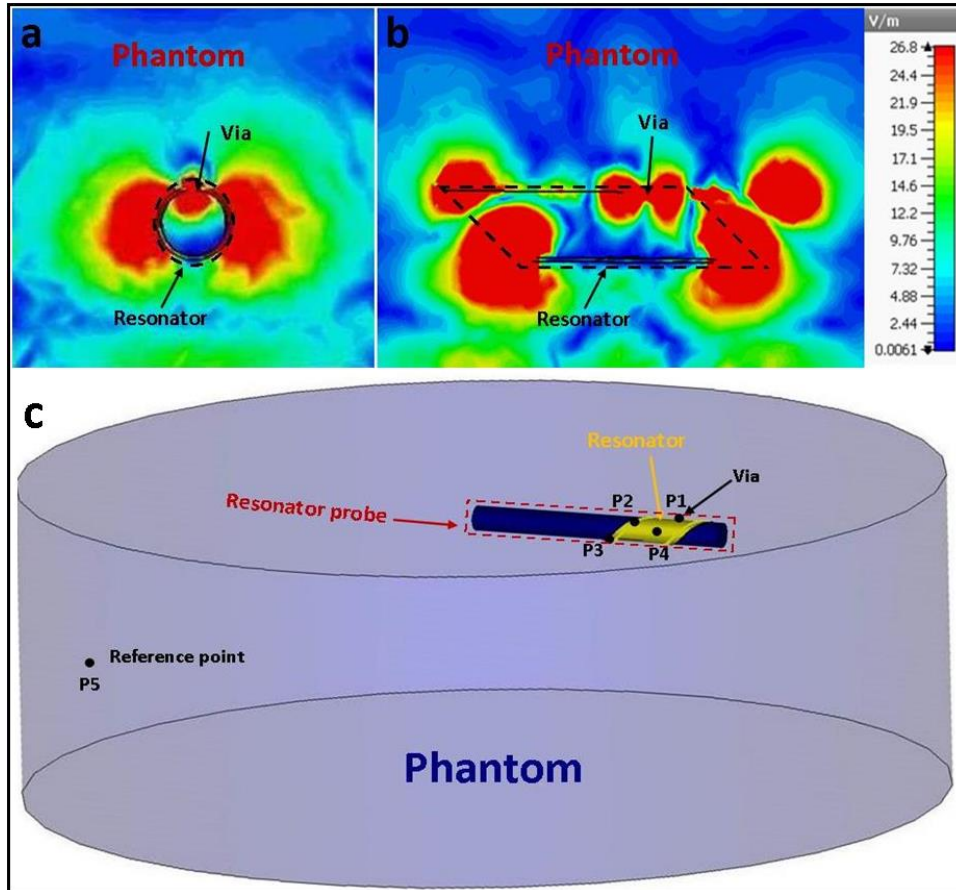 a
Phantom
Via
Resonator
b
Phantom
Via
Resonator
V/m
26.8
24.4
21.9
19.5
17.1
14.6
12.2
9.76
7.32
4.88
2.44
0.0061
c
Resonator
Via
P2
P1
Resonator probe
P3
P4
Reference point
P5
Phantom